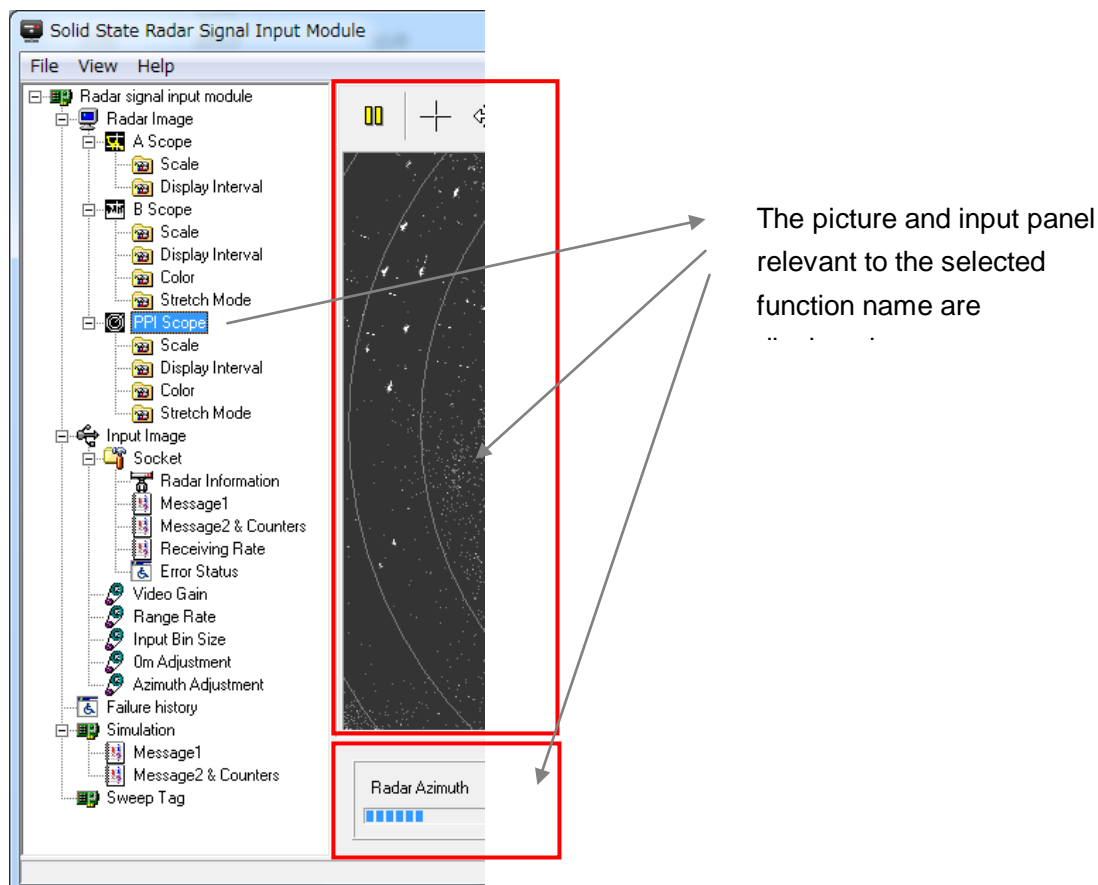 Solid State Radar Signal Input Module
File View Help
Radar signal input module
Radar Image
A Scope
Scale
Display Interval
B Scope
Scale
Display Interval
Color
Stretch Mode
PPI Scope
Scale
Display Interval
Color
Stretch Mode
Input Image
Socket
Radar Information
Message1
Message2 & Counters
Receiving Rate
Error Status
Video Gain
Range Rate
Input Bin Size
0m Adjustment
Azimuth Adjustment
Failure history
Simulation
Message1
Message2 & Counters
Sweep Tag
Radar Azimuth
The picture and input panel
relevant to the selected
function name are